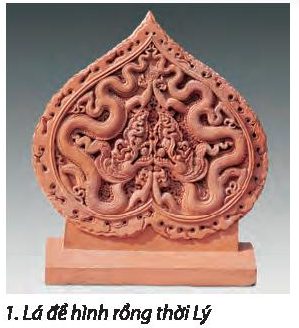 1. Lá đề hình rồng thời Lý